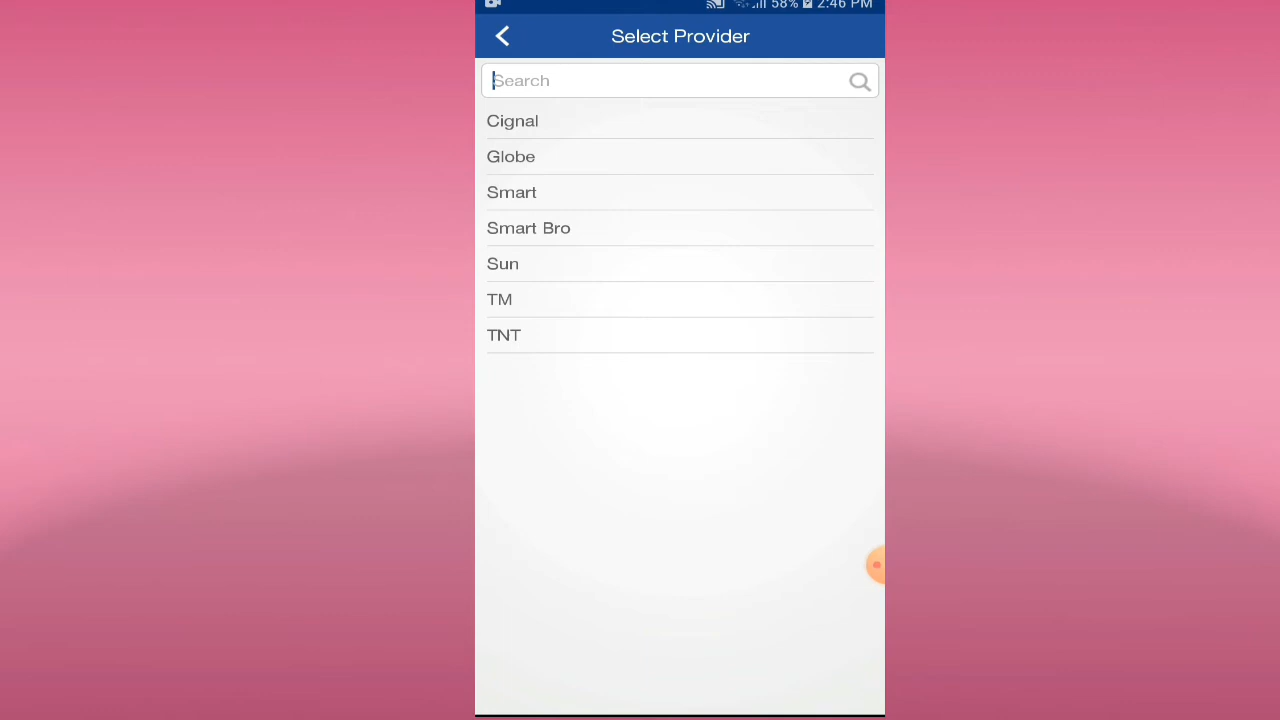 58% 2:46 PM
Select Provider
Search
Cignal
Globe
Smart
Smart Bro
Sun
TM
TNT